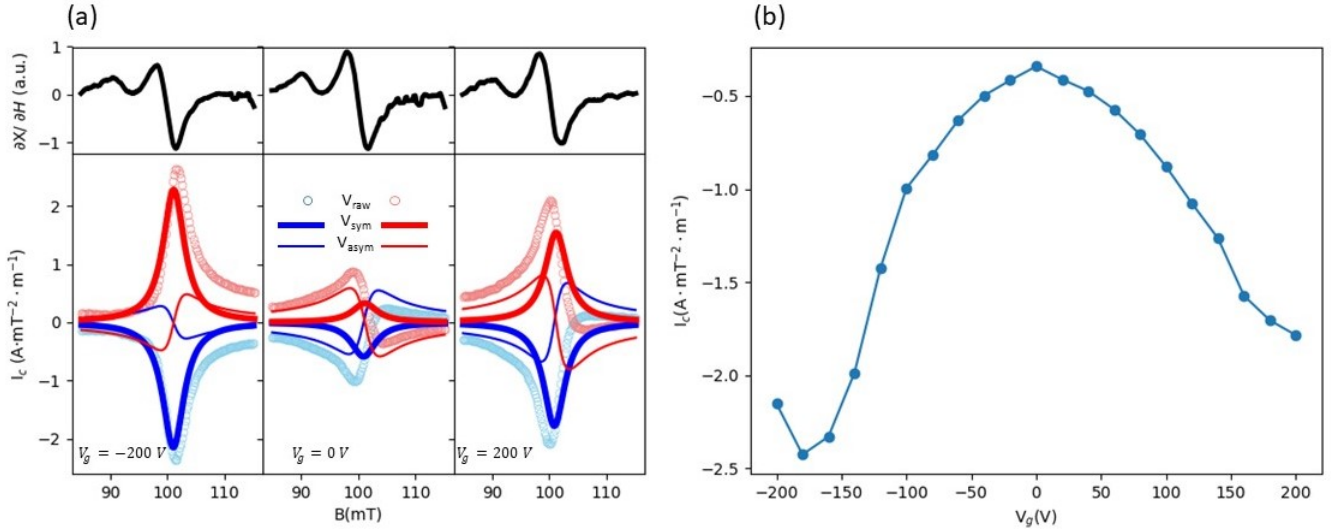 (a)
(b)
∂X/ ∂H (a.u.)
1
0
-1
I_c (A·mT⁻² · m⁻¹)
2
1
0
-1
-2
V_raw
V_sym
V_asym
V_g = −200 V
V_g = 0 V
V_g = 200 V
90 100 110 90 100 110 90 100 110
B(mT)
I_c(A · mT⁻² · m⁻¹)
-0.5
-1.0
-1.5
-2.0
-2.5
-200 -150 -100 -50 0 50 100 150 200
V_g(V)